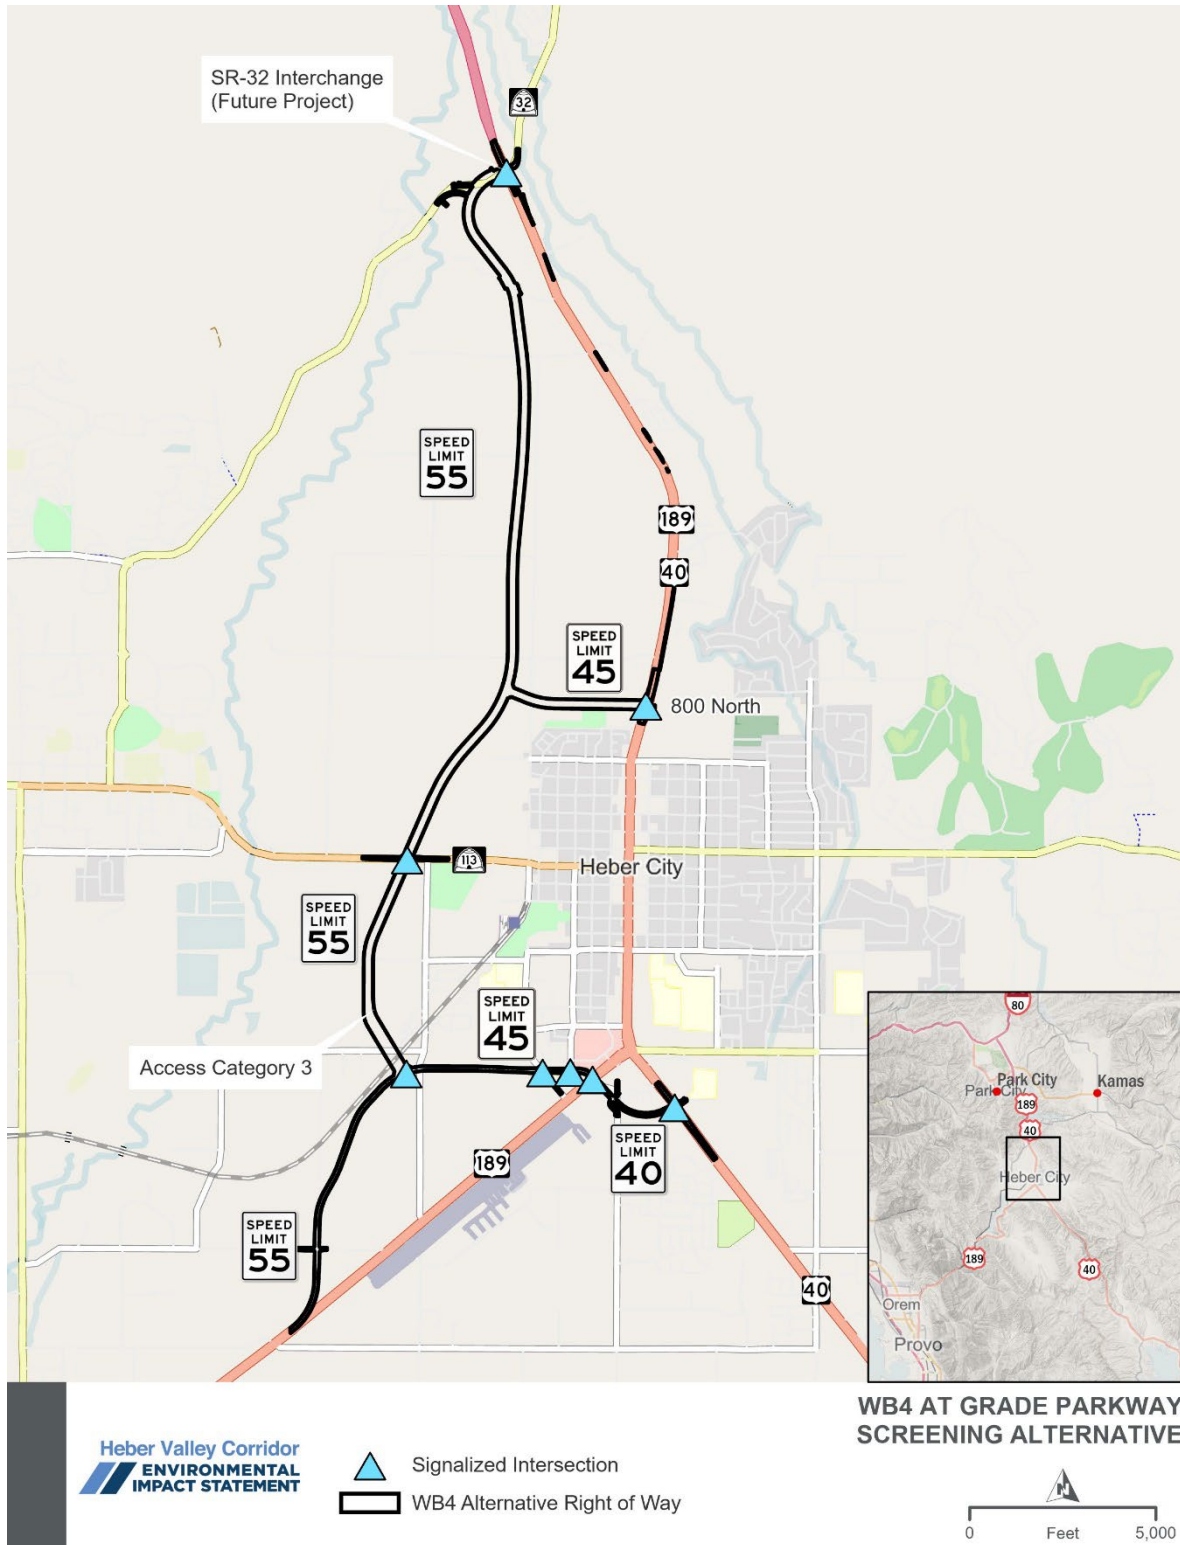 SR-32 Interchange
(Future Project)
32
SPEED
LIMIT
55
189
40
SPEED
LIMIT
45
800 North
113
Heber City
SPEED
LIMIT
55
SPEED
LIMIT
45
Access Category 3
189
SPEED
LIMIT
40
SPEED
LIMIT
55
40
80
Park City
Park City
Kamas
189
40
Heber City
189
40
Orem
Provo
WB4 AT GRADE PARKWAY
SCREENING ALTERNATIVE
Heber Valley Corridor
ENVIRONMENTAL
IMPACT STATEMENT
Signalized Intersection
WB4 Alternative Right of Way
N
0 Feet 5,000